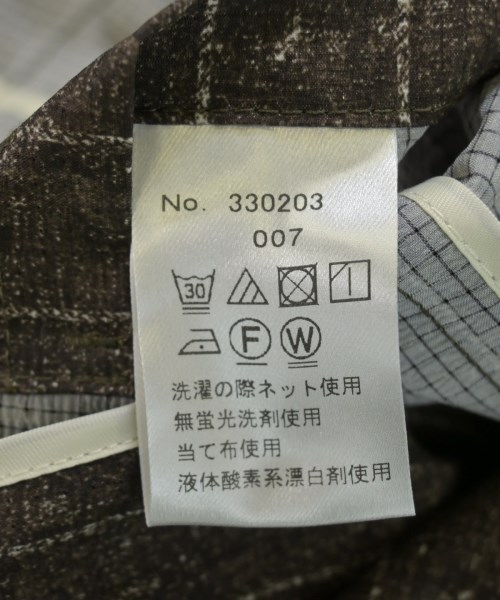 No. 330203
007
30
F W
洗濯の際ネット使用
無蛍光洗剤使用
当て布使用
液体酸素系漂白剤使用